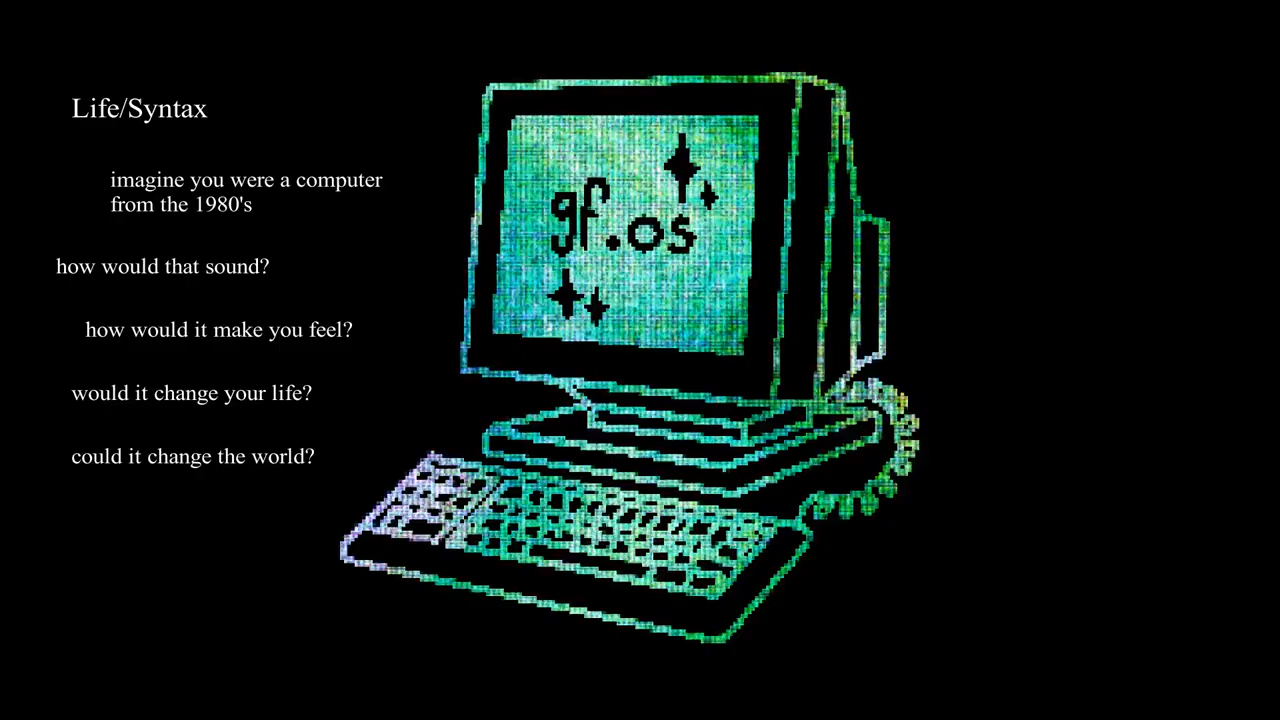 Life/Syntax
imagine you were a computer
from the 1980's
how would that sound?
how would it make you feel?
would it change your life?
could it change the world?
gf.os